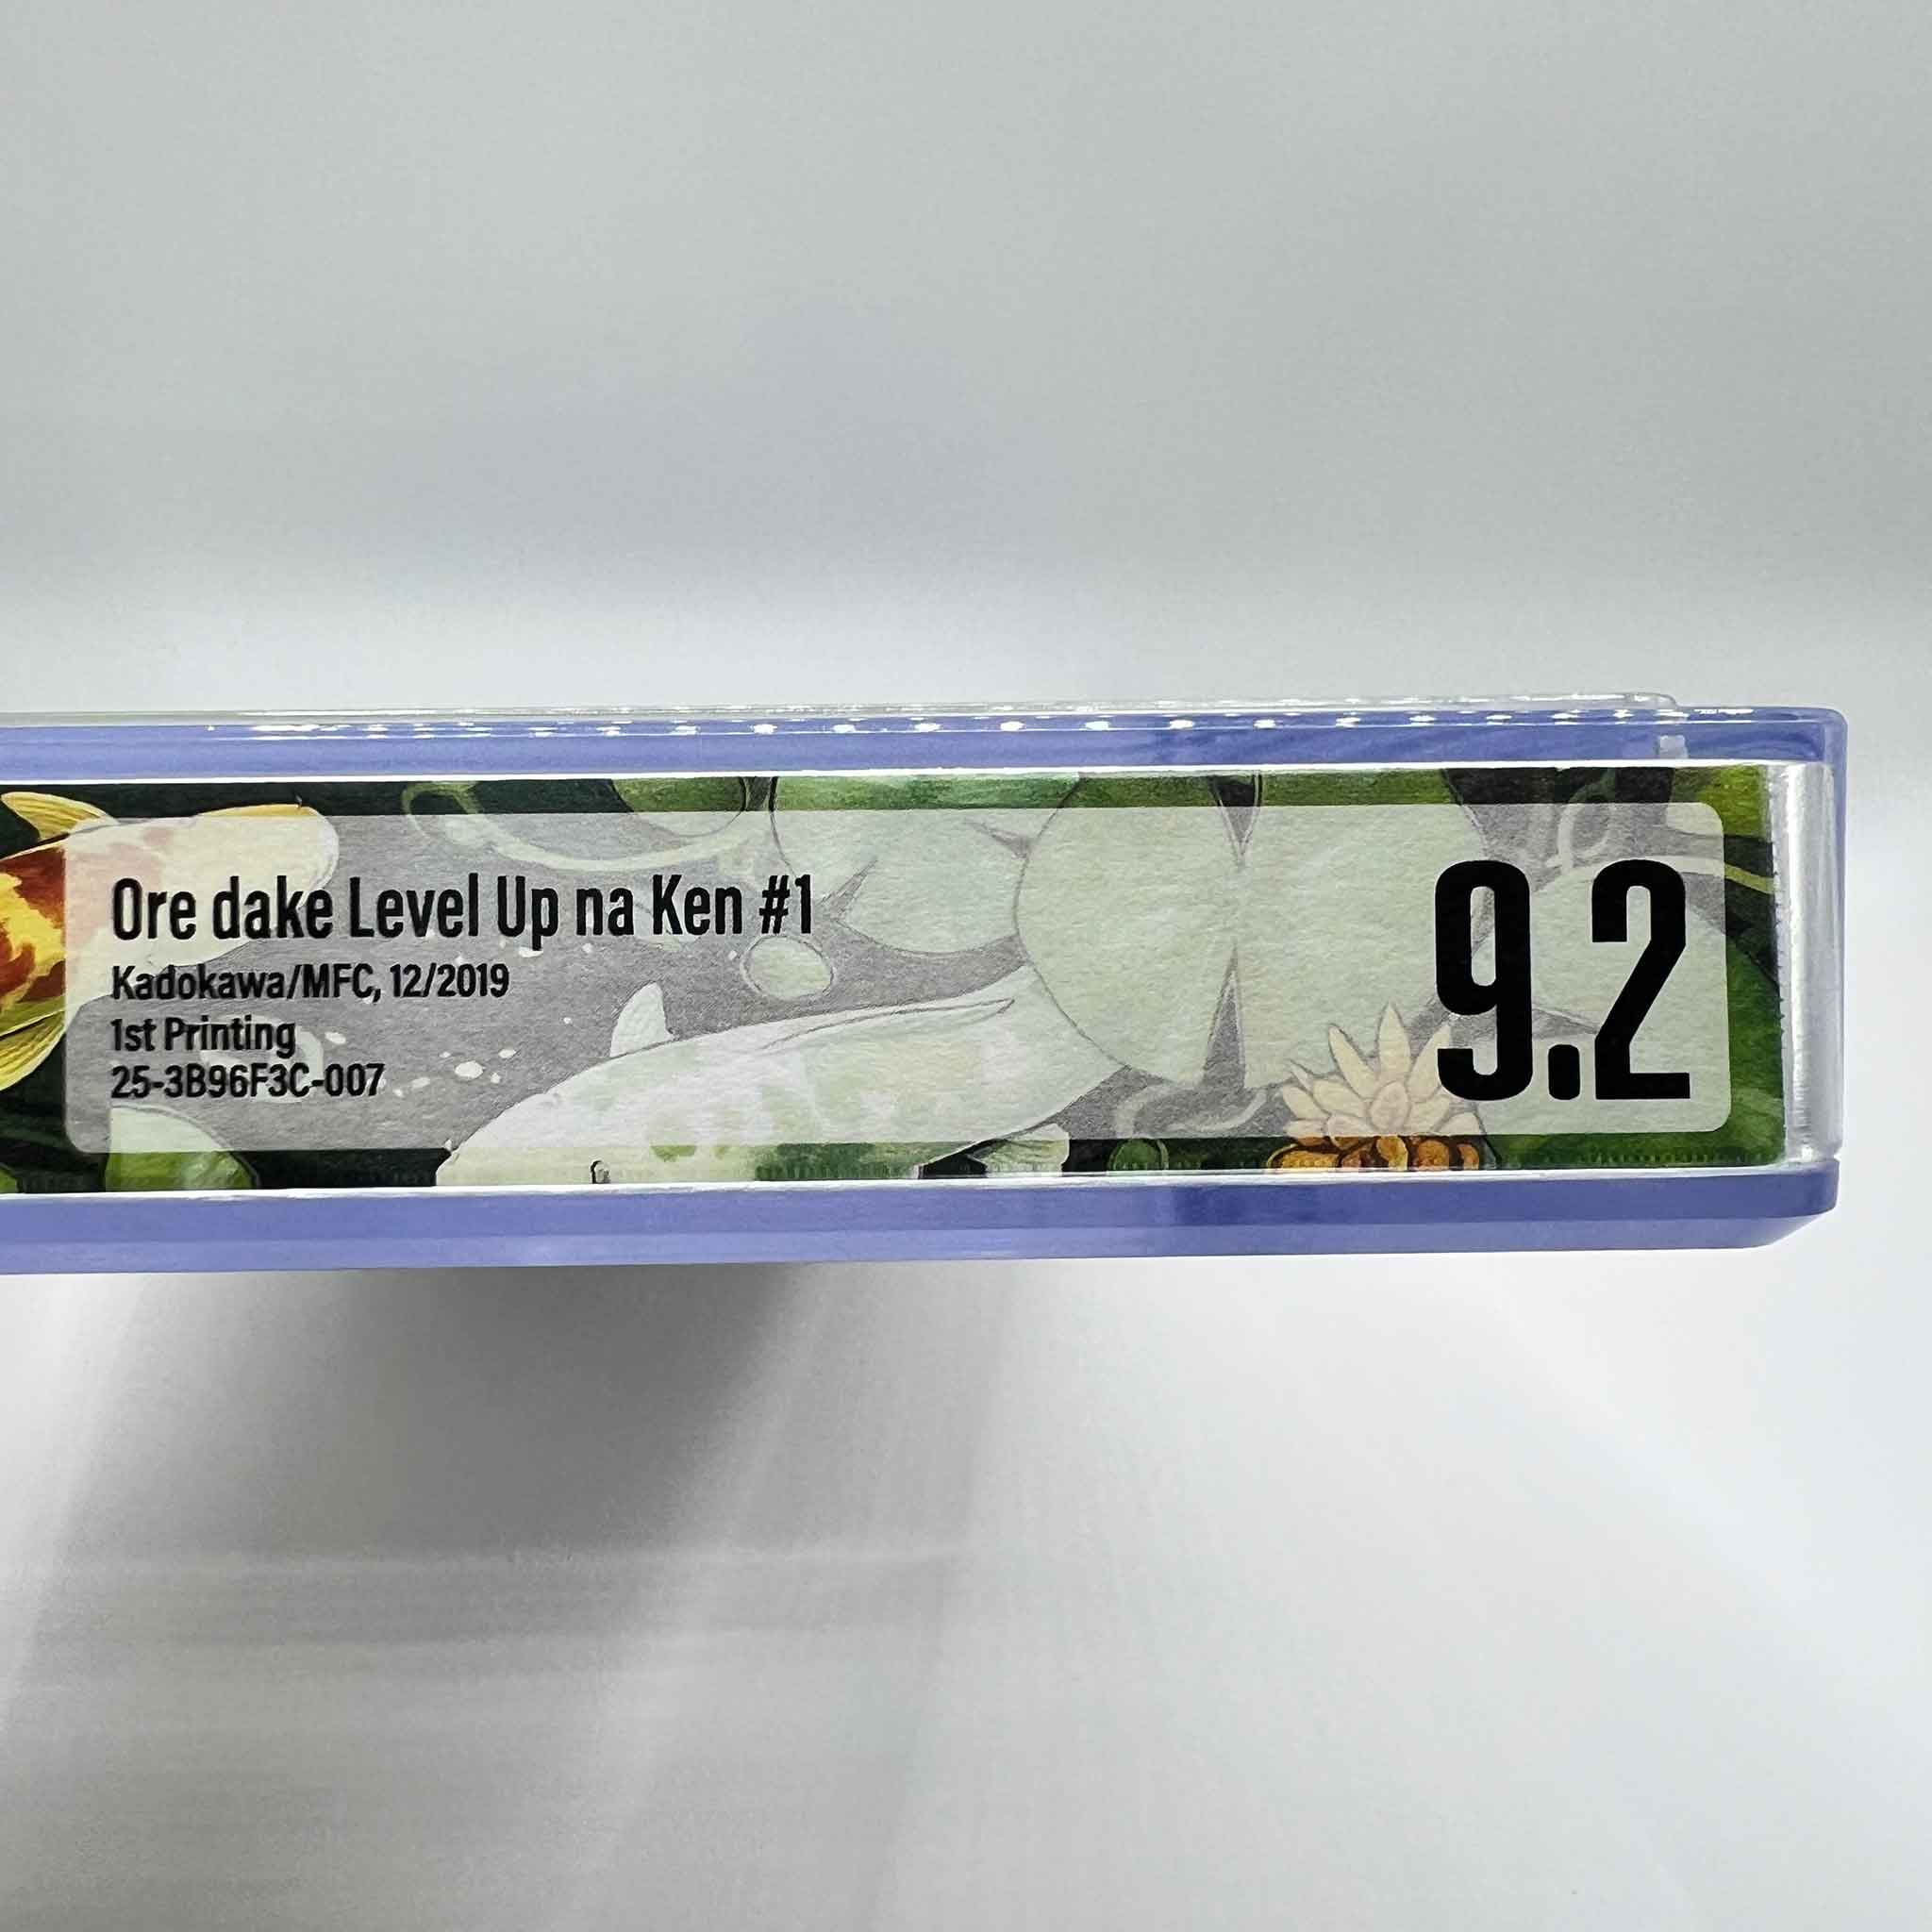 Ore dake Level Up na Ken #1
Kadokawa/MFC, 12/2019
1st Printing
25-3B96F3C-007
9.2